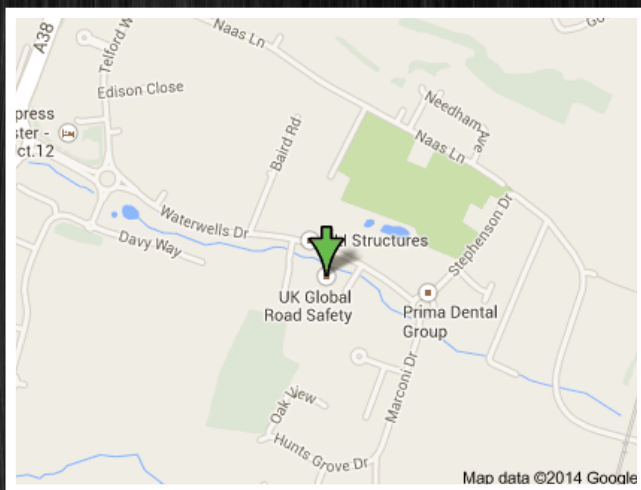 Go
A38
Telford W
Naas Ln
Edison Close
Needham Ave
press
ster -
ct.12
Baird Rd
Naas Ln
Waterwells Dr
Stephenson Dr
Davy Way
Structures
UK Global
Road Safety
Prima Dental
Group
Marconi Dr
Oak View
Hunts Grove Dr
Map data ©2014 Google